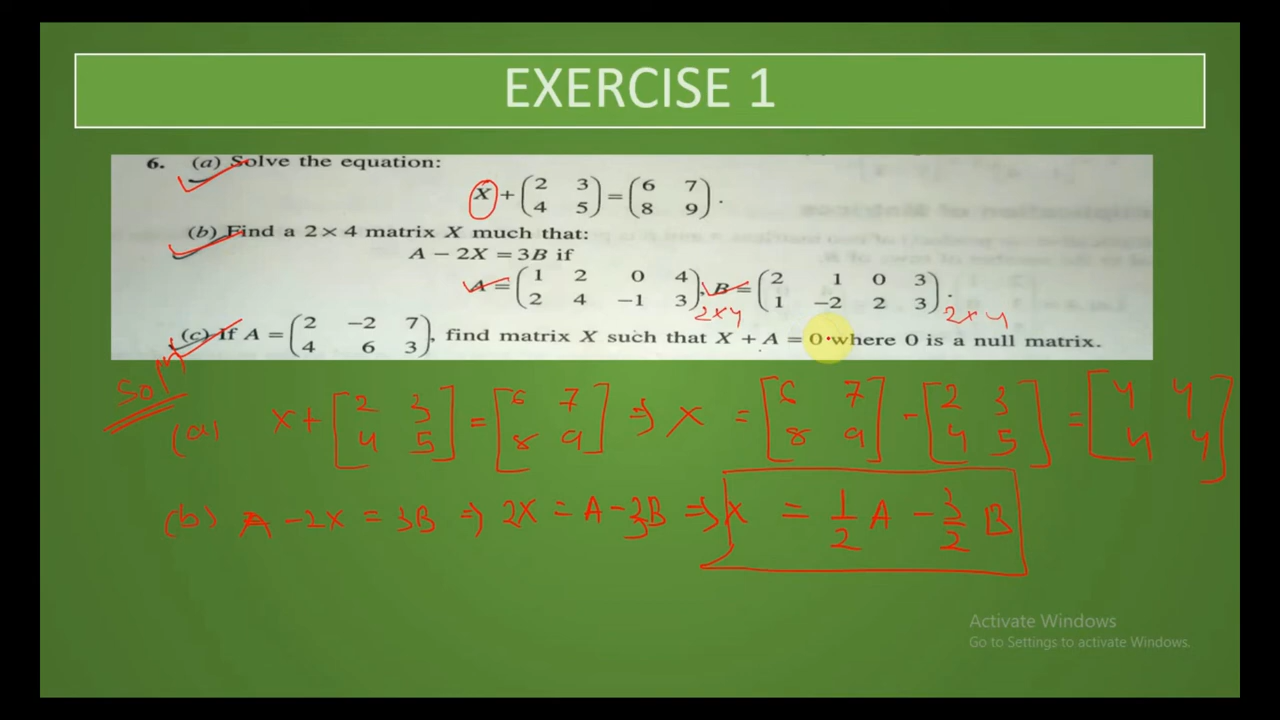 EXERCISE 1
6. (a) Solve the equation:
X + (2 3 = (6 7
4 5) 8 9).
(b) Find a 2 × 4 matrix X much that:
A − 2X = 3B if
A = (1 2 0 4), B = (2 1 0 3).
2 4 −1 3 1 −2 2 3
2×4 2×4
(c) If A = (2 −2 7), find matrix X such that X + A = 0 where 0 is a null matrix.
4 6 3
Soln
(a) X + [2 3] = [6 7] ⇒ X = [6 7] − [2 3] = [4 4]
4 5 8 9 8 9 4 5 4 4
(b) A − 2X = 3B ⇒ 2X = A − 3B ⇒ X = 1/2 A − 3/2 B
Activate Windows
Go to Settings to activate Windows.